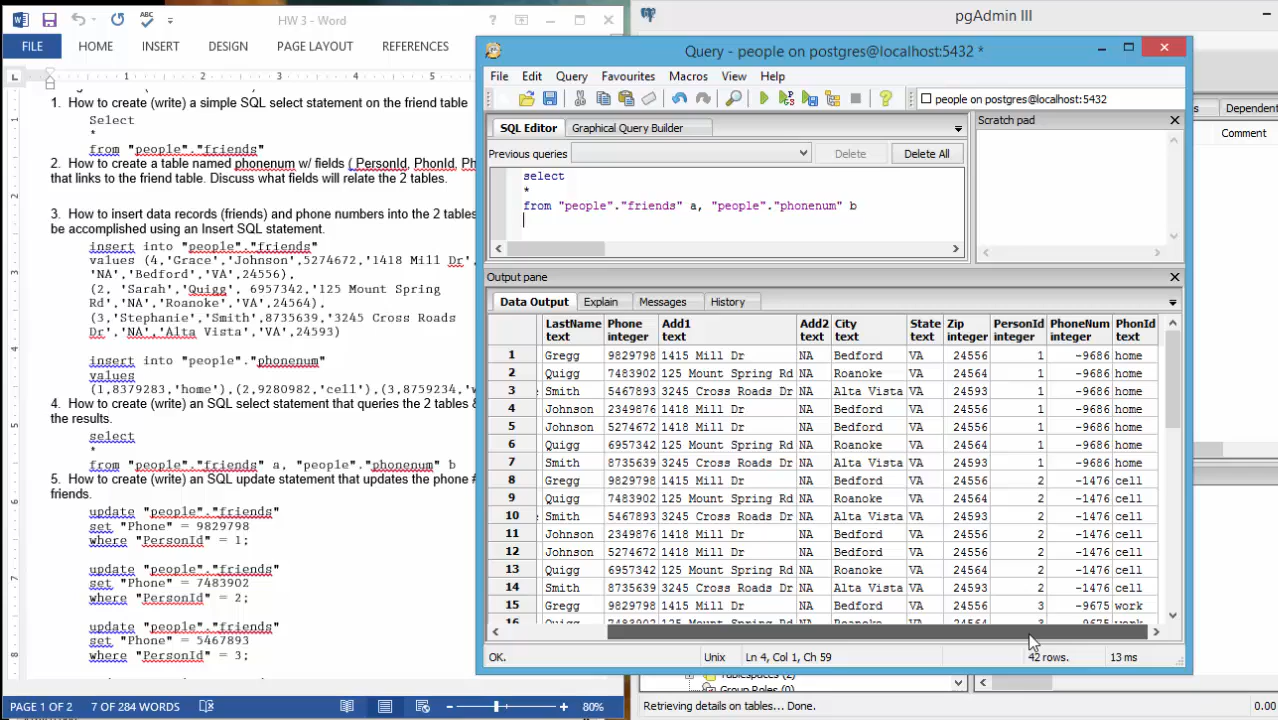 HW 3 - Word
pgAdmin III
FILE HOME INSERT DESIGN PAGE LAYOUT REFERENCES
1. How to create (write) a simple SQL select statement on the friend table
Select
*
from "people"."friends"
2. How to create a table named phonenum w/ fields ( PersonId, PhonId, Ph
that links to the friend table. Discuss what fields will relate the 2 tables.
3. How to insert data records (friends) and phone numbers into the 2 tables
be accomplished using an Insert SQL statement.
insert into "people"."friends"
values (4,'Grace','Johnson',5274672,'1418 Mill Dr',
'NA','Bedford','VA',24556),
(2, 'Sarah','Quigg', 6957342,'125 Mount Spring
Rd','NA','Roanoke','VA',24564),
(3,'Stephanie','Smith',8735639,'3245 Cross Roads
Dr','NA','Alta Vista','VA',24593)
insert into "people"."phonenum"
values
(1,8379283,'home'),(2,9280982,'cell'),(3,8759234,'w
4. How to create (write) an SQL select statement that queries the 2 tables &
the results.
select
*
from "people"."friends" a, "people"."phonenum" b
5. How to create (write) an SQL update statement that updates the phone #
friends.
update "people"."friends"
set "Phone" = 9829798
where "PersonId" = 1;
update "people"."friends"
set "Phone" = 7483902
where "PersonId" = 2;
update "people"."friends"
set "Phone" = 5467893
where "PersonId" = 3;
PAGE 1 OF 2 7 OF 284 WORDS 80%
Query - people on postgres@localhost:5432 *
File Edit Query Favourites Macros View Help
people on postgres@localhost:5432
SQL Editor Graphical Query Builder
Previous queries Delete Delete All
select
*
from "people"."friends" a, "people"."phonenum" b
Scratch pad
Output pane
Data Output Explain Messages History
LastName Phone Add1 Add2 City State Zip PersonId PhoneNum PhonId
text integer text text text text integer integer integer text
1 Gregg 9829798 1415 Mill Dr NA Bedford VA 24556 1 -9686 home
2 Quigg 7483902 125 Mount Spring Rd NA Roanoke VA 24564 1 -9686 home
3 Smith 5467893 3245 Cross Roads Dr NA Alta Vista VA 24593 1 -9686 home
4 Johnson 2349876 1418 Mill Dr NA Bedford VA 24556 1 -9686 home
5 Johnson 5274672 1418 Mill Dr NA Bedford VA 24556 1 -9686 home
6 Quigg 6957342 125 Mount Spring Rd NA Roanoke VA 24564 1 -9686 home
7 Smith 8735639 3245 Cross Roads Dr NA Alta Vista VA 24593 1 -9686 home
8 Gregg 9829798 1415 Mill Dr NA Bedford VA 24556 2 -1476 cell
9 Quigg 7483902 125 Mount Spring Rd NA Roanoke VA 24564 2 -1476 cell
10 Smith 5467893 3245 Cross Roads Dr NA Alta Vista VA 24593 2 -1476 cell
11 Johnson 2349876 1418 Mill Dr NA Bedford VA 24556 2 -1476 cell
12 Johnson 5274672 1418 Mill Dr NA Bedford VA 24556 2 -1476 cell
13 Quigg 6957342 125 Mount Spring Rd NA Roanoke VA 24564 2 -1476 cell
14 Smith 8735639 3245 Cross Roads Dr NA Alta Vista VA 24593 2 -1476 cell
15 Gregg 9829798 1415 Mill Dr NA Bedford VA 24556 3 -9675 work
OK. Unix Ln 4, Col 1, Ch 59 42 rows. 13 ms
Dependent
Comment
Tablespaces (2)
Group Roles (0)
Retrieving details on tables... Done. 0.00